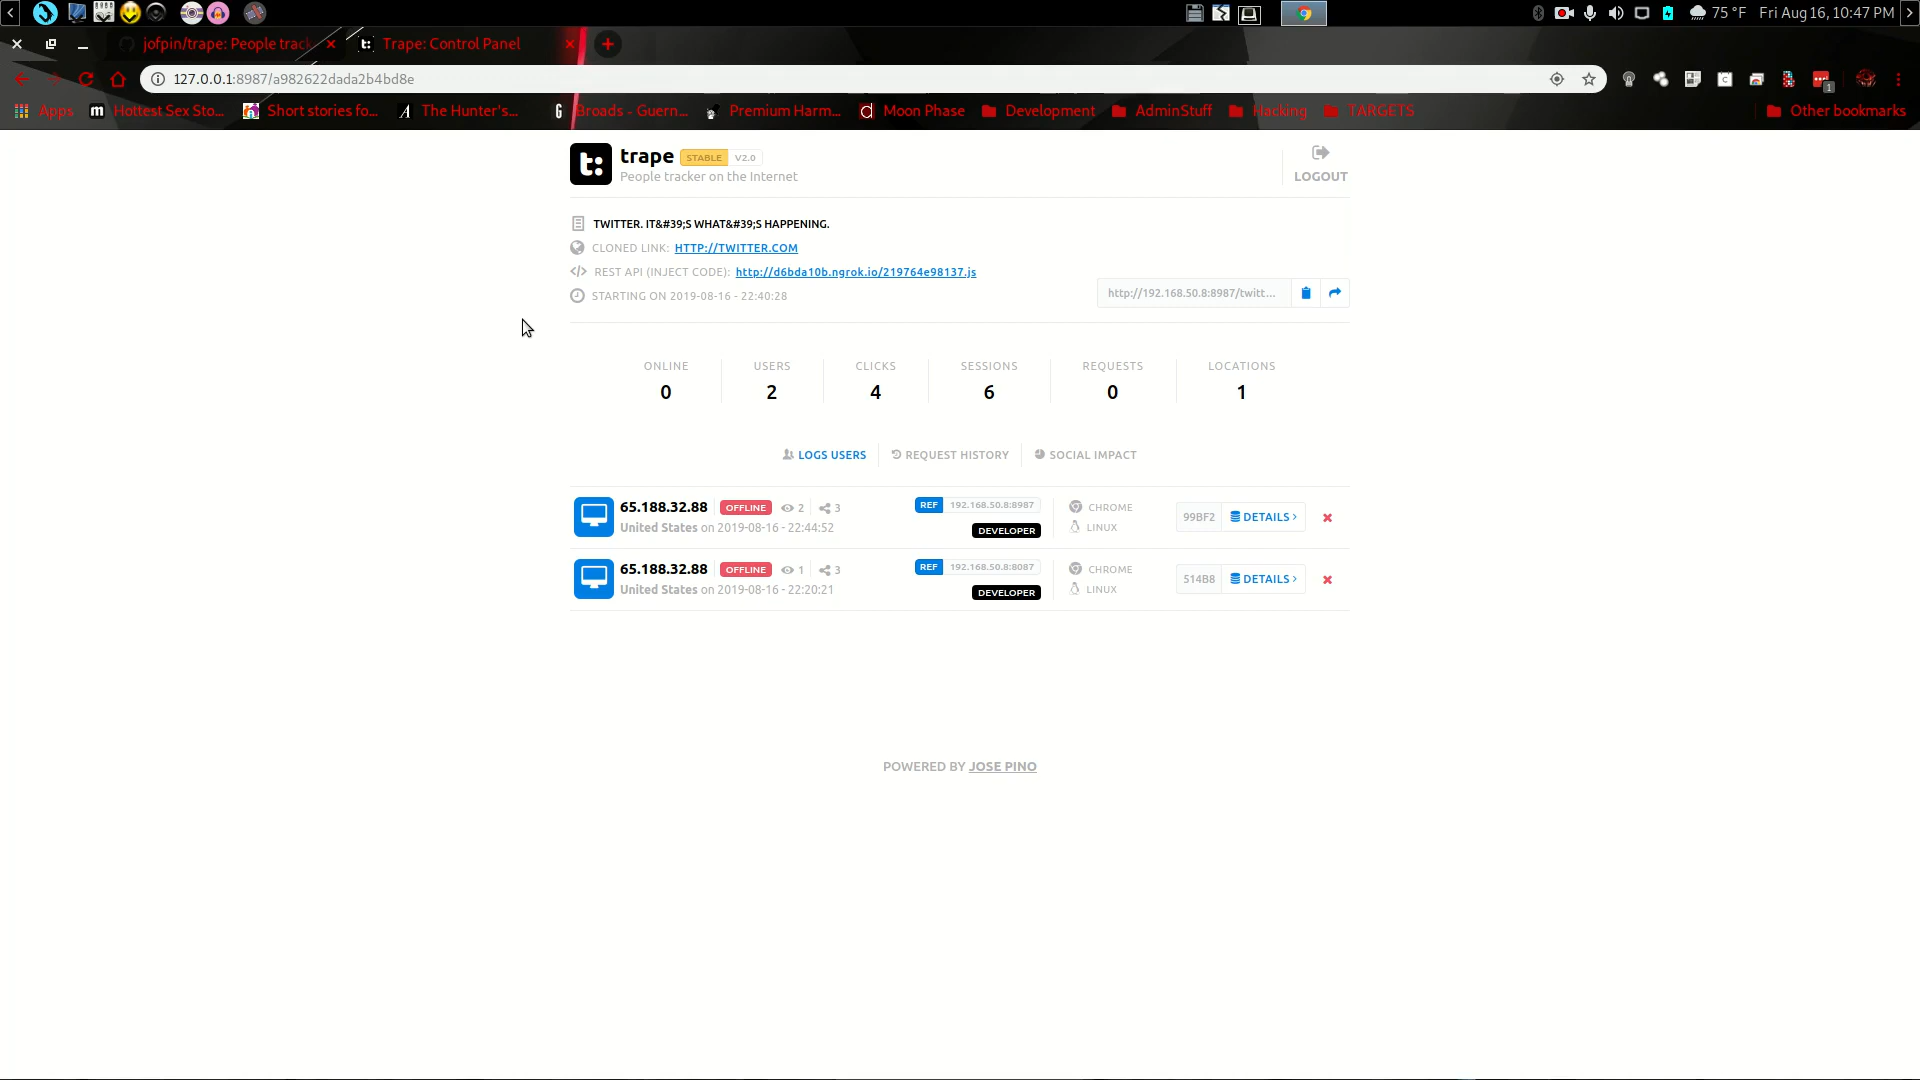 75 °F Fri Aug 16, 10:47 PM
jofpin/trape: People trac
Trape: Control Panel
127.0.0.1:8987/a982622dada2b4bd8e
1
Apps
Hottest Sex Sto...
Short stories fo...
The Hunter's...
Broads - Guern...
Premium Harm...
Moon Phase
Development
AdminStuff
Hacking
TARGETS
Other bookmarks
t:
trape STABLE V2.0
People tracker on the Internet
LOGOUT
TWITTER. IT&#39;S WHAT&#39;S HAPPENING.
CLONED LINK: HTTP://TWITTER.COM
REST API (INJECT CODE): http://d6bda10b.ngrok.io/219764e98137.js
STARTING ON 2019-08-16 - 22:40:28
http://192.168.50.8:8987/twitt...
ONLINE USERS CLICKS SESSIONS REQUESTS LOCATIONS
0 2 4 6 0 1
LOGS USERS REQUEST HISTORY SOCIAL IMPACT
65.188.32.88 OFFLINE 2 3 REF 192.168.50.8:8987 CHROME
United States on 2019-08-16 - 22:44:52 DEVELOPER LINUX
99BF2 DETAILS
65.188.32.88 OFFLINE 1 3 REF 192.168.50.8:8087 CHROME
United States on 2019-08-16 - 22:20:21 DEVELOPER LINUX
514B8 DETAILS
POWERED BY JOSE PINO